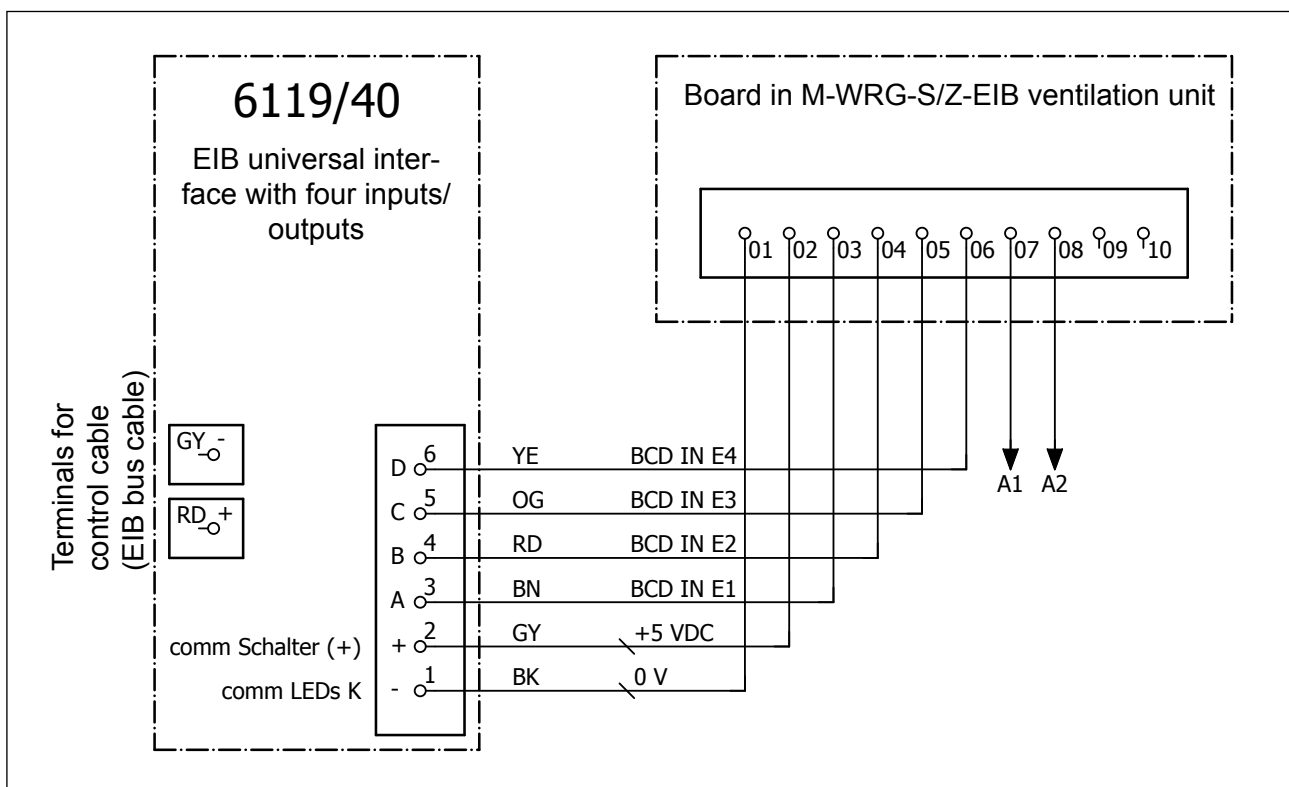 6119/40
EIB universal inter-
face with four inputs/
outputs
Board in M-WRG-S/Z-EIB ventilation unit
01 02 03 04 05 06 07 08 09 10
A1 A2
Terminals for
control cable
(EIB bus cable)
GY -
RD +
D 6 YE BCD IN E4
C 5 OG BCD IN E3
B 4 RD BCD IN E2
A 3 BN BCD IN E1
comm Schalter (+) + 2 GY +5 VDC
comm LEDs K - 1 BK 0 V